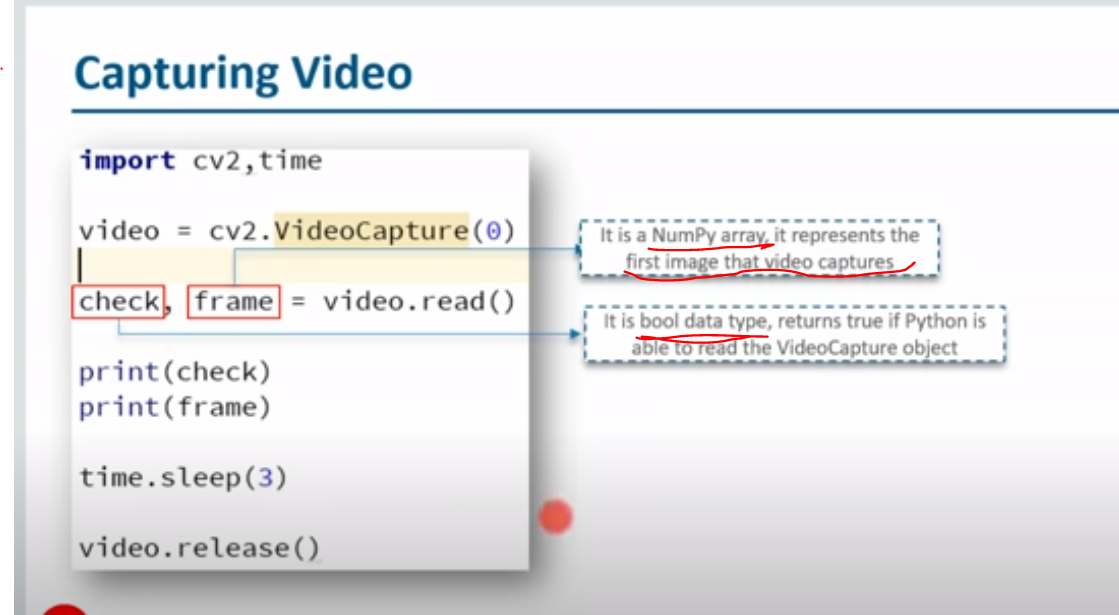 Capturing Video
import cv2,time
video = cv2.VideoCapture(0)
check, frame = video.read()
print(check)
print(frame)
time.sleep(3)
video.release()
It is a NumPy array, it represents the
first image that video captures
It is bool data type, returns true if Python is
able to read the VideoCapture object